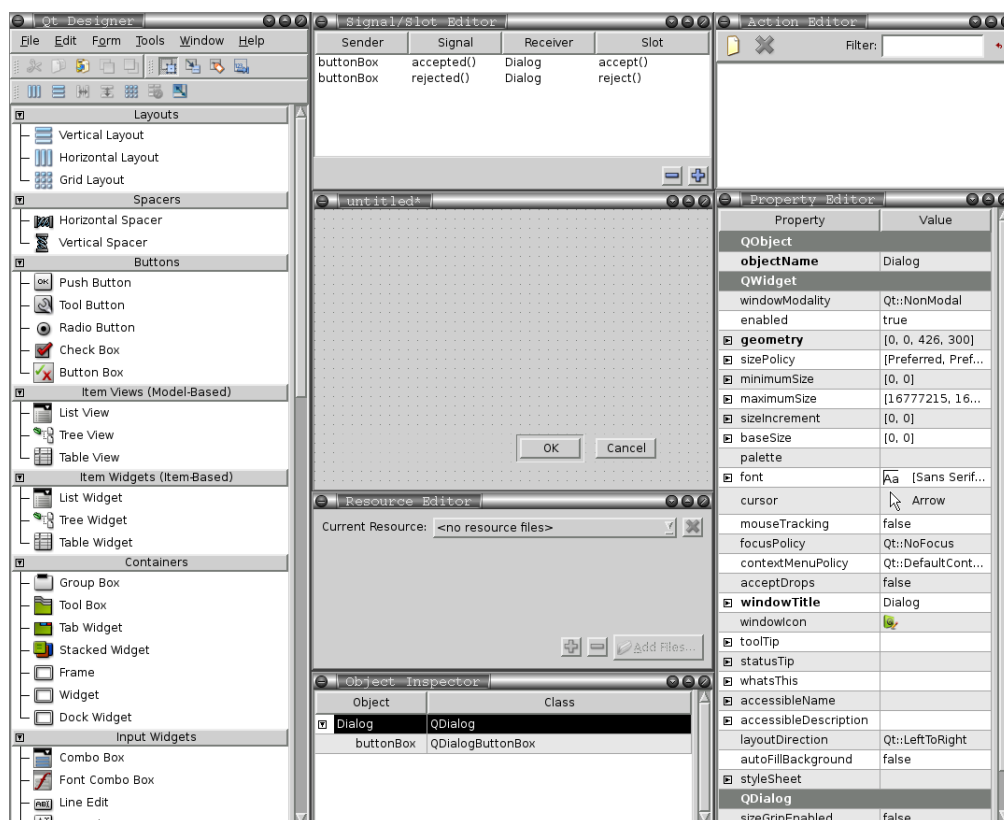 Qt Designer
File Edit Form Tools Window Help
Layouts
Vertical Layout
Horizontal Layout
Grid Layout
Spacers
Horizontal Spacer
Vertical Spacer
Buttons
OK Push Button
Tool Button
Radio Button
Check Box
Button Box
Item Views (Model-Based)
List View
Tree View
Table View
Item Widgets (Item-Based)
List Widget
Tree Widget
Table Widget
Containers
Group Box
Tool Box
Tab Widget
Stacked Widget
Frame
Widget
Dock Widget
Input Widgets
Combo Box
Font Combo Box
Line Edit
Signal/Slot Editor
Sender Signal Receiver Slot
buttonBox accepted() Dialog accept()
buttonBox rejected() Dialog reject()
untitled*
OK Cancel
Resource Editor
Current Resource: <no resource files>
Add Files...
Object Inspector
Object Class
Dialog QDialog
buttonBox QDialogButtonBox
Action Editor
Filter:
Property Editor
Property Value
QObject
objectName Dialog
QWidget
windowModality Qt::NonModal
enabled true
geometry [0, 0, 426, 300]
sizePolicy [Preferred, Pref...
minimumSize [0, 0]
maximumSize [16777215, 16...
sizeIncrement [0, 0]
baseSize [0, 0]
palette
font Aa [Sans Serif...
cursor Arrow
mouseTracking false
focusPolicy Qt::NoFocus
contextMenuPolicy Qt::DefaultCont...
acceptDrops false
windowTitle Dialog
windowIcon
toolTip
statusTip
whatsThis
accessibleName
accessibleDescription
layoutDirection Qt::LeftToRight
autoFillBackground false
styleSheet
QDialog
sizeGripEnabled false